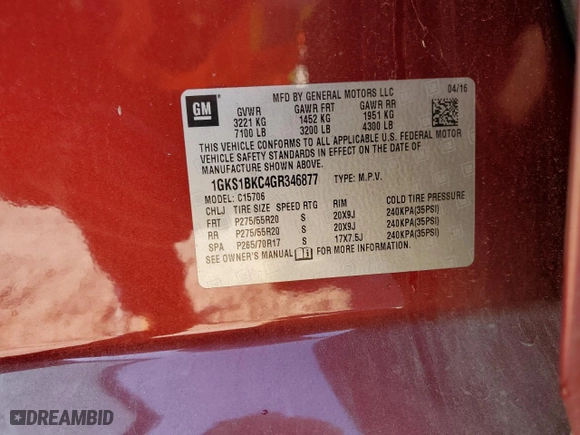 GM
MFD BY GENERAL MOTORS LLC 04/16
GVWR GAWR FRT GAWR RR
3221 KG 1452 KG 1951 KG
7100 LB 3200 LB 4300 LB
THIS VEHICLE CONFORMS TO ALL APPLICABLE U.S. FEDERAL MOTOR
VEHICLE SAFETY STANDARDS IN EFFECT ON THE DATE OF
MANUFACTURE SHOWN ABOVE.
1GKS1BKC4GR346877 TYPE: M.P.V.
MODEL: C15706
CHLJ TIRE SIZE SPEED RTG RIM COLD TIRE PRESSURE
FRT P275/55R20 S 20X9J 240KPA(35PSI)
RR P275/55R20 S 20X9J 240KPA(35PSI)
SPA P265/70R17 S 17X7.5J 240KPA(35PSI)
SEE OWNER'S MANUAL FOR MORE INFORMATION.
DREAMBID